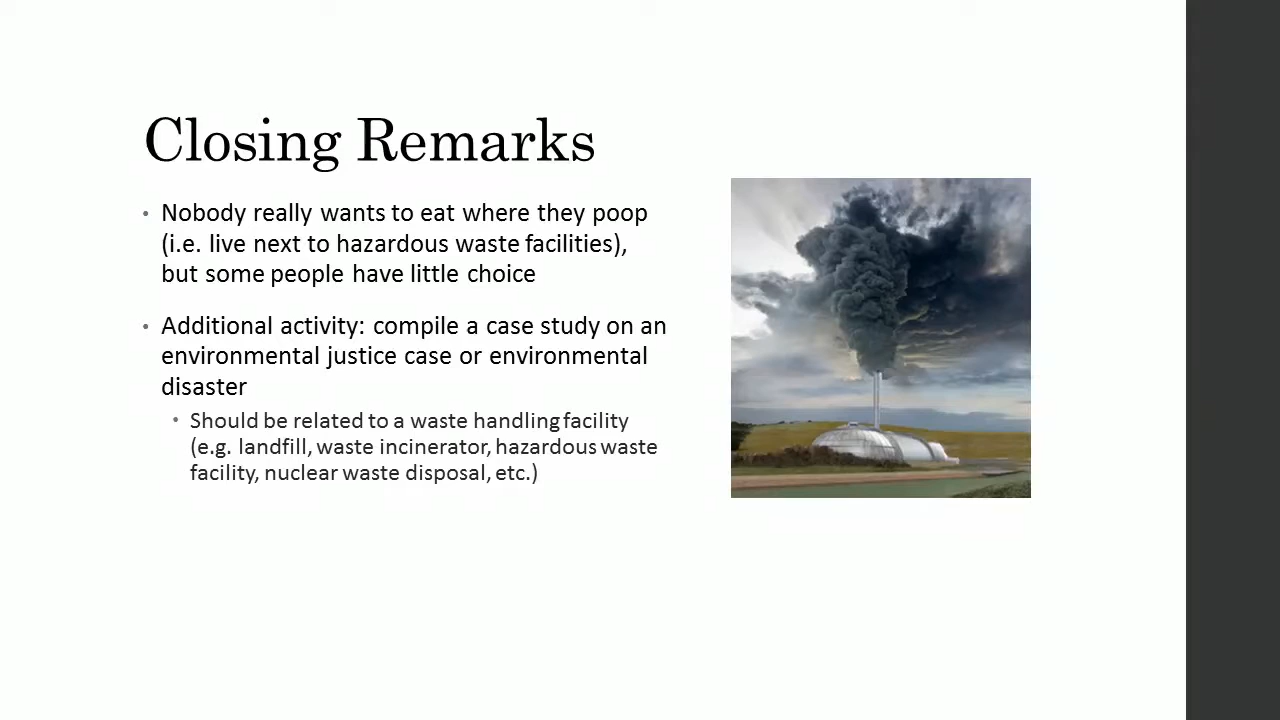 Closing Remarks
• Nobody really wants to eat where they poop
(i.e. live next to hazardous waste facilities),
but some people have little choice
• Additional activity: compile a case study on an
environmental justice case or environmental
disaster
• Should be related to a waste handling facility
(e.g. landfill, waste incinerator, hazardous waste
facility, nuclear waste disposal, etc.)